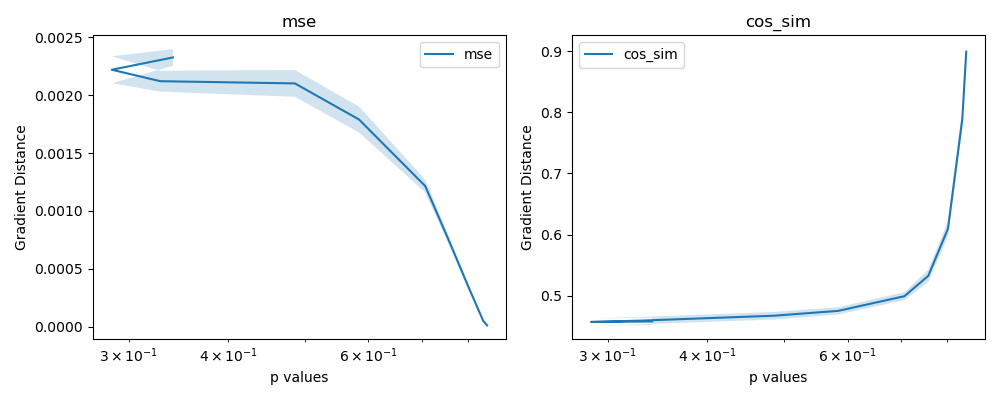 mse
0.0025
0.0020
0.0015
0.0010
0.0005
0.0000
Gradient Distance
mse
3 × 10⁻¹
4 × 10⁻¹
6 × 10⁻¹
p values
cos_sim
0.9
0.8
0.7
0.6
0.5
Gradient Distance
cos_sim
3 × 10⁻¹
4 × 10⁻¹
6 × 10⁻¹
p values